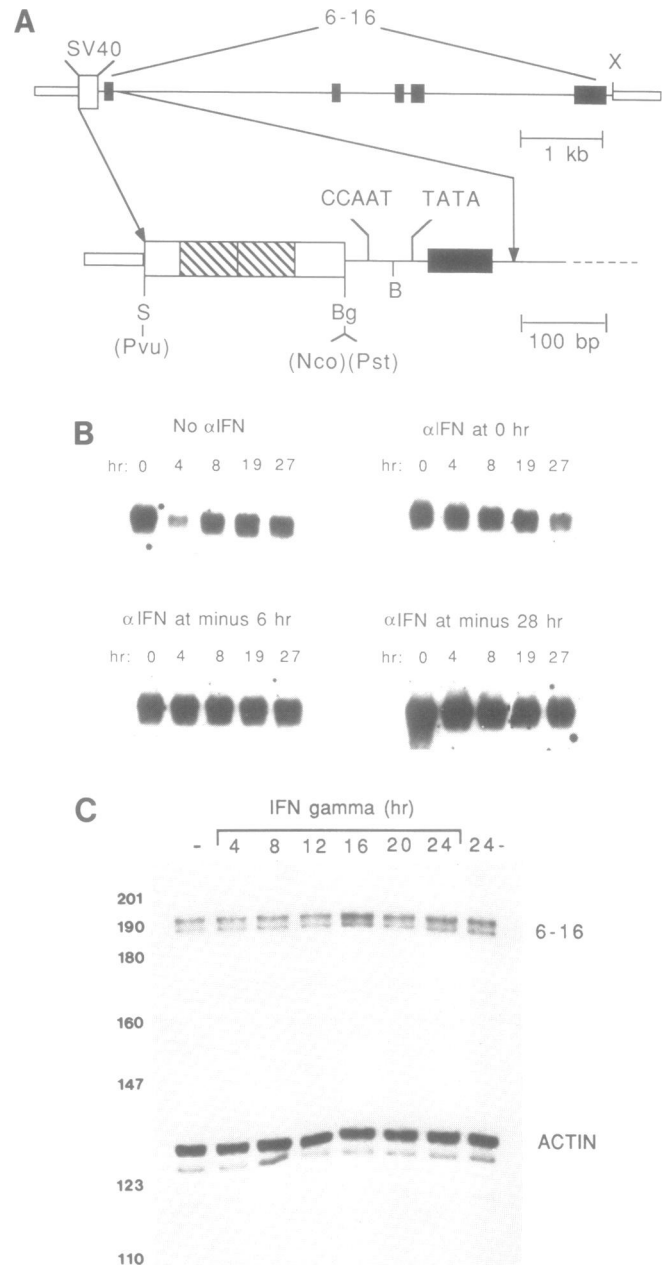 A
6-16
SV40
X
1 kb
CCAAT TATA
B
S
Bg
(Pvu)
(Nco)(Pst)
100 bp
B
No αIFN
hr: 0 4 8 19 27
αIFN at 0 hr
hr: 0 4 8 19 27
αIFN at minus 6 hr
hr: 0 4 8 19 27
αIFN at minus 28 hr
hr: 0 4 8 19 27
C
IFN gamma (hr)
- 4 8 12 16 20 24 24-
201
190
6-16
180
160
147
ACTIN
123
110